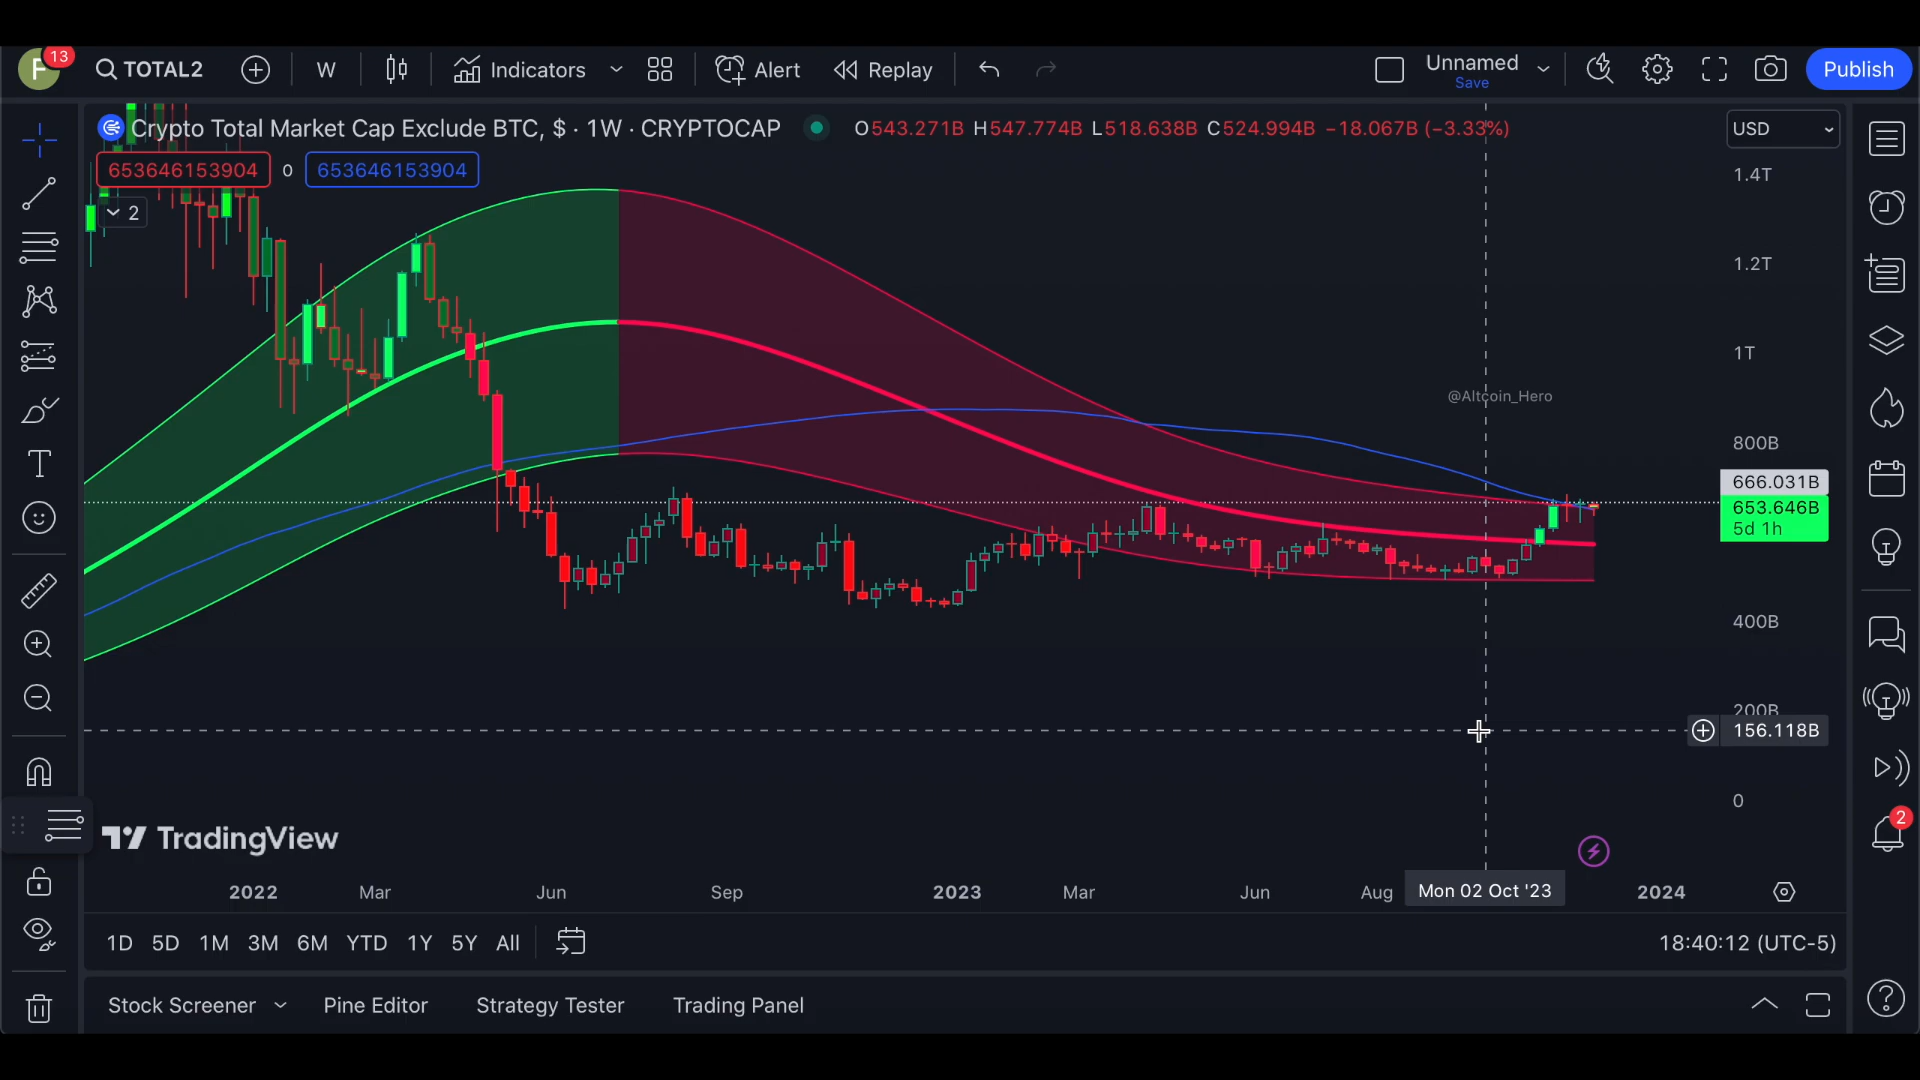 F 13 TOTAL2 W Indicators Alert Replay Unnamed Publish
Save
Crypto Total Market Cap Exclude BTC, $ · 1W · CRYPTOCAP O543.271B H547.774B L518.638B C524.994B −18.067B (−3.33%) USD
653646153904 0 653646153904
1.4T
2
1.2T
1T
@Altcoin_Hero
800B
666.031B
653.646B
5d 1h
400B
200B
156.118B
0
2
TradingView
2022 Mar Jun Sep 2023 Mar Jun Aug Mon 02 Oct '23 2024
1D 5D 1M 3M 6M YTD 1Y 5Y All 18:40:12 (UTC-5)
Stock Screener Pine Editor Strategy Tester Trading Panel